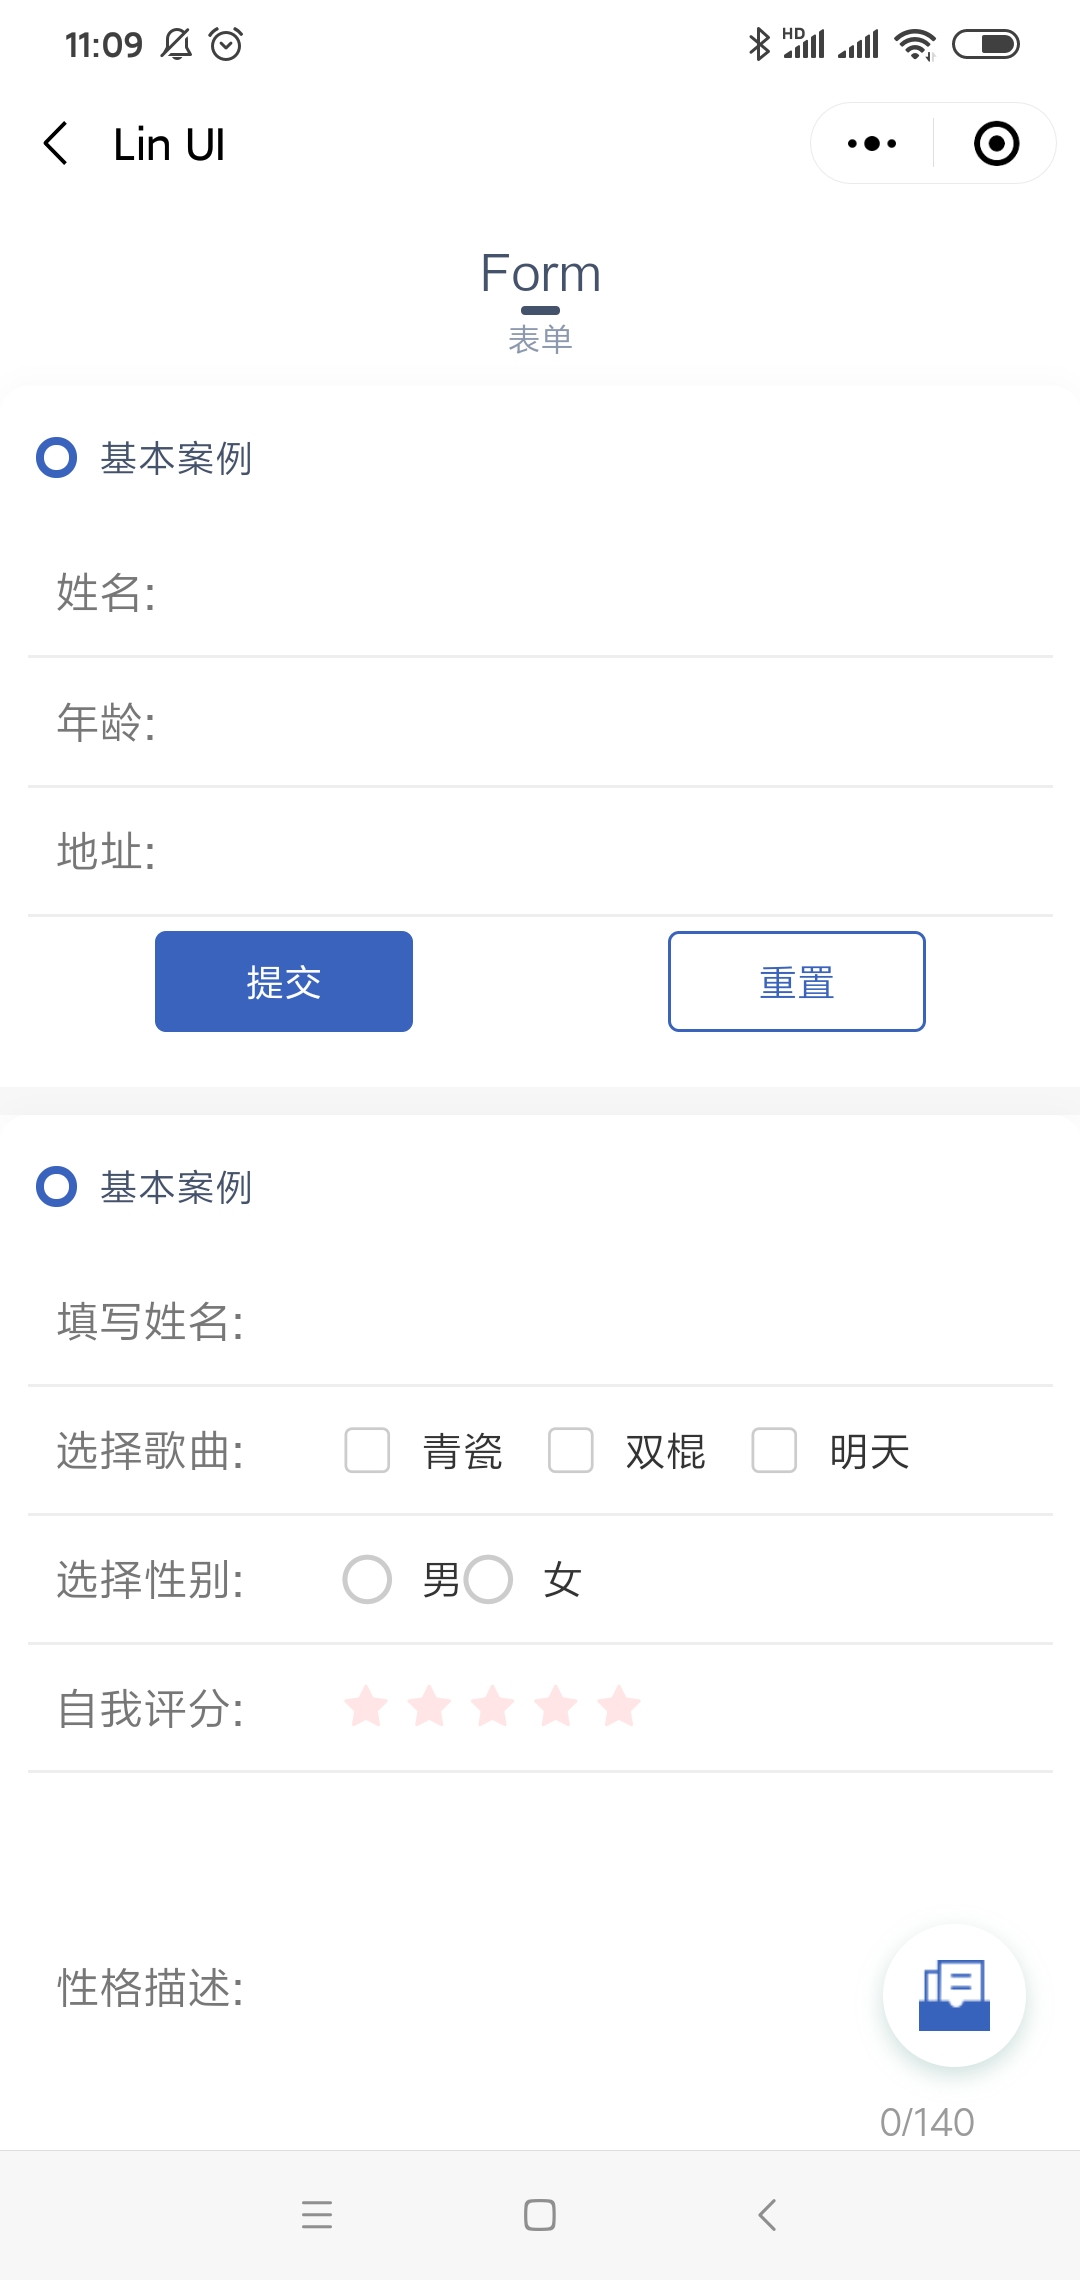 11:09 HD
Lin UI
Form
表单
基本案例
姓名:
年龄:
地址:
提交 重置
基本案例
填写姓名:
选择歌曲: 青瓷 双棍 明天
选择性别: 男 女
自我评分:
性格描述:
0/140